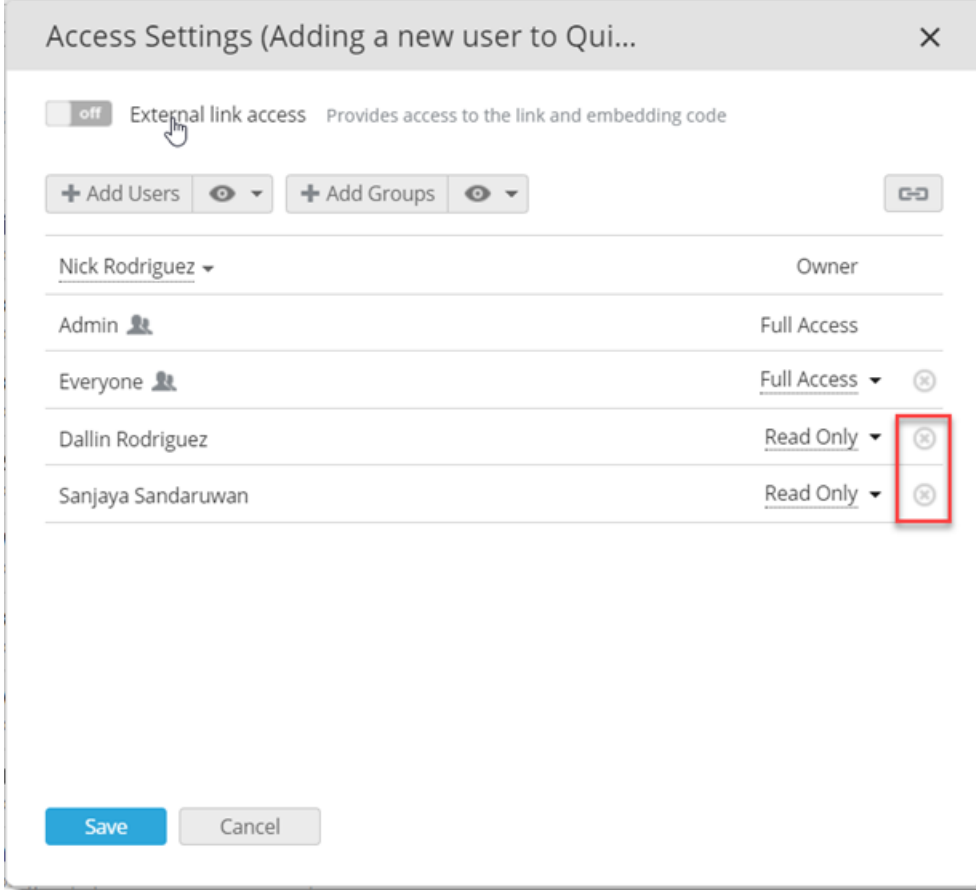 Access Settings (Adding a new user to Qui...
off External link access Provides access to the link and embedding code
Add Users Add Groups
Nick Rodriguez Owner
Admin Full Access
Everyone Full Access
Dallin Rodriguez Read Only
Sanjaya Sandaruwan Read Only
Save Cancel